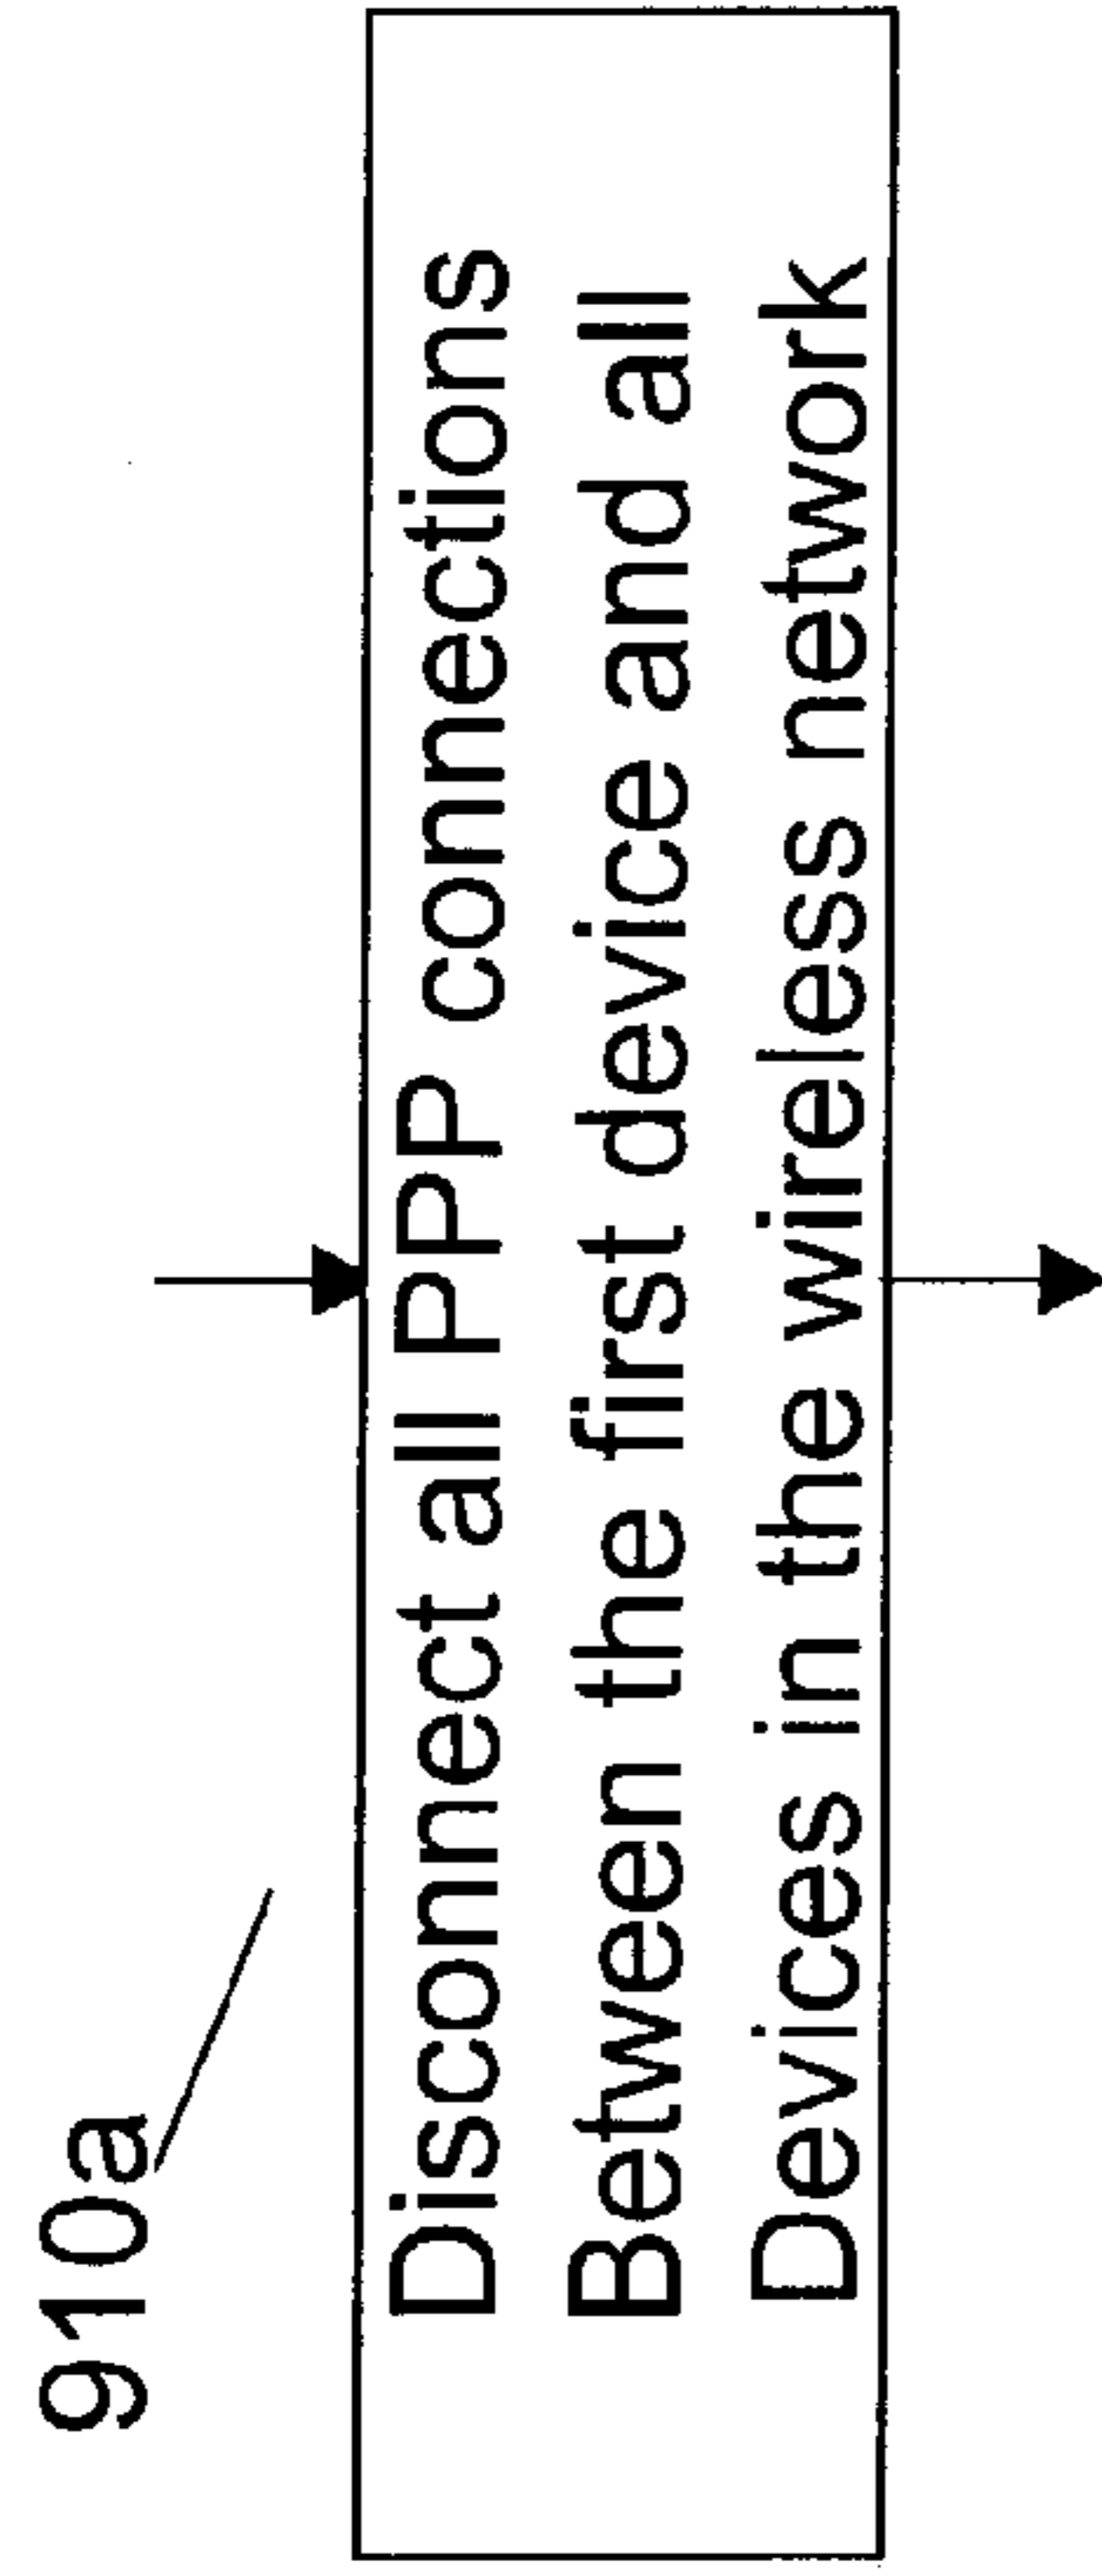 910a
Disconnect all PPP connections
Between the first device and all
Devices in the wireless network